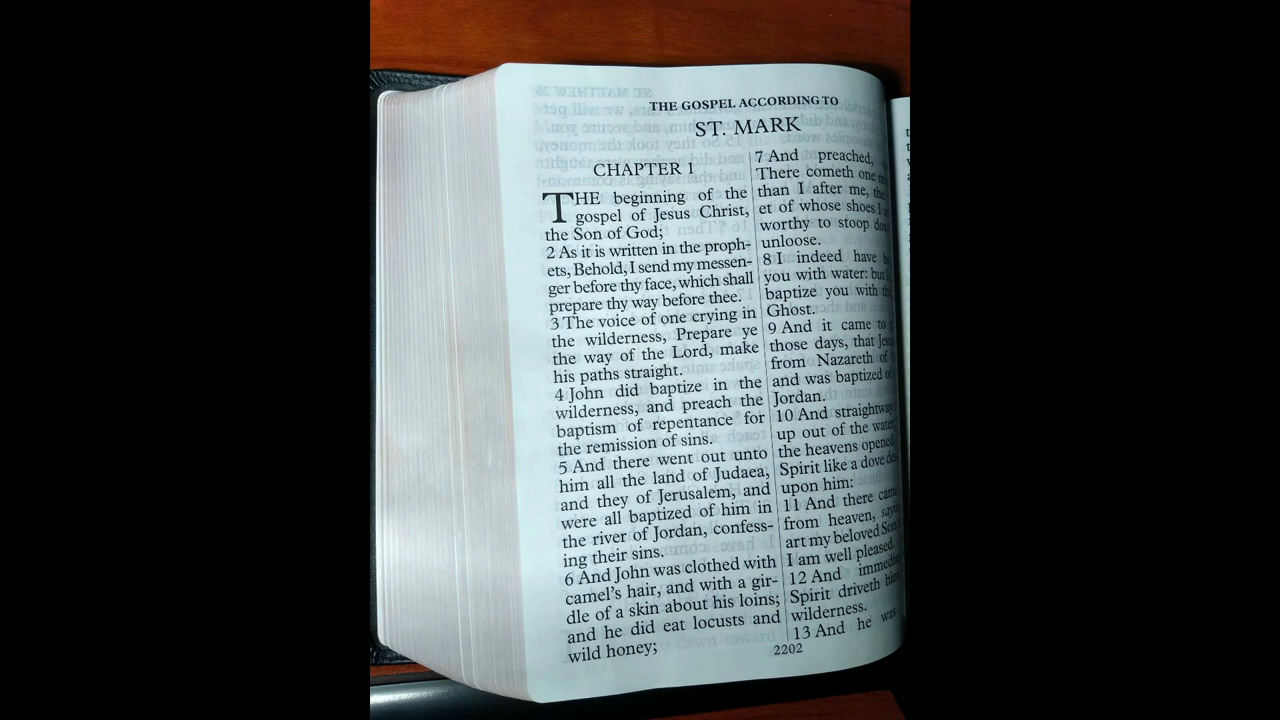 THE GOSPEL ACCORDING TO
ST. MARK
CHAPTER 1
THE beginning of the
gospel of Jesus Christ,
the Son of God;
2 As it is written in the proph-
ets, Behold, I send my messen-
ger before thy face, which shall
prepare thy way before thee.
3 The voice of one crying in
the wilderness, Prepare ye
the way of the Lord, make
his paths straight.
4 John did baptize in the
wilderness, and preach the
baptism of repentance for
the remission of sins.
5 And there went out unto
him all the land of Judaea,
and they of Jerusalem, and
were all baptized of him in
the river of Jordan, confess-
ing their sins.
6 And John was clothed with
camel's hair, and with a gir-
dle of a skin about his loins;
and he did eat locusts and
wild honey;
7 And preached,
There cometh one
than I after me, the
et of whose shoes I
worthy to stoop down
unloose.
8 I indeed have
you with water: but
baptize you with the
Ghost.
9 And it came to
those days, that Jesus
from Nazareth of
and was baptized of
Jordan.
10 And straightway
up out of the water
the heavens opened,
Spirit like a dove
upon him:
11 And there came
from heaven,
art my beloved Son,
I am well pleased.
12 And
Spirit driveth him
wilderness.
13 And he was
2202